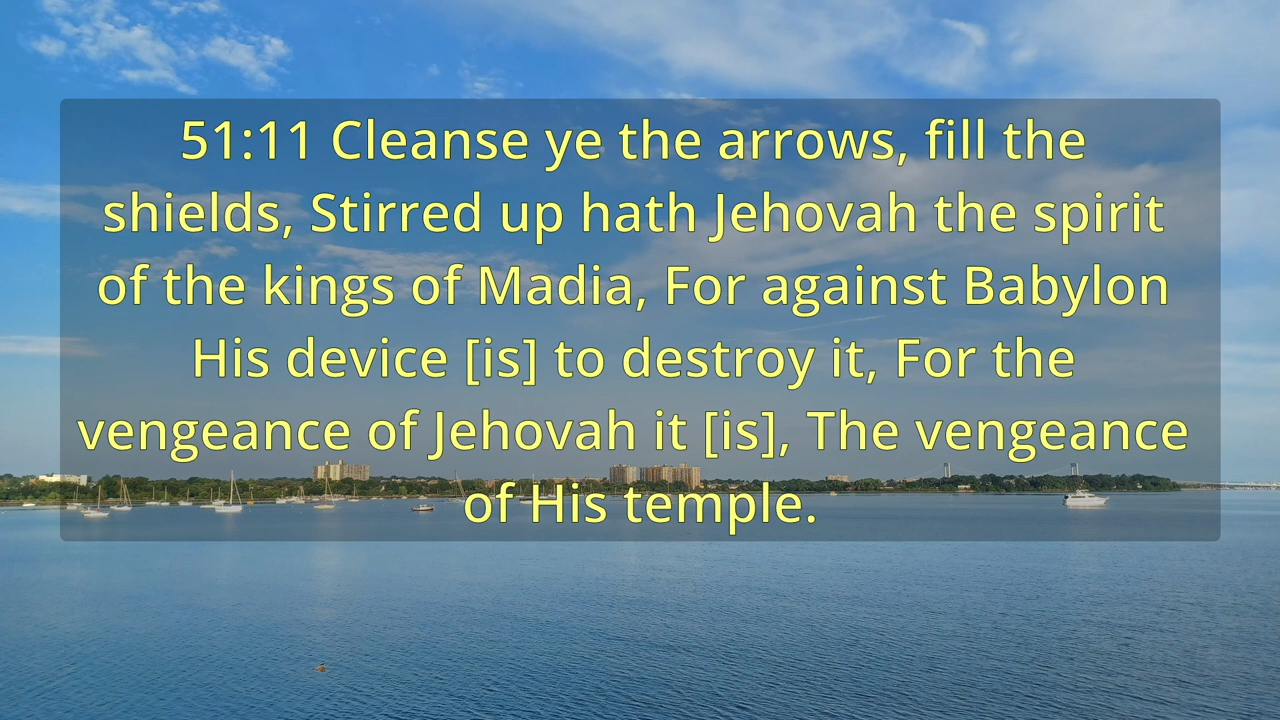 51:11 Cleanse ye the arrows, fill the
shields, Stirred up hath Jehovah the spirit
of the kings of Madia, For against Babylon
His device [is] to destroy it, For the
vengeance of Jehovah it [is], The vengeance
of His temple.